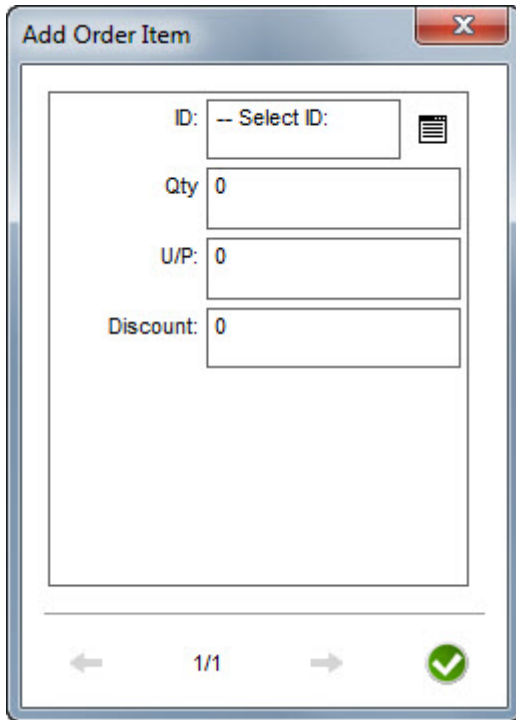 Add Order Item
ID: -- Select ID:
Qty 0
U/P: 0
Discount: 0
1/1